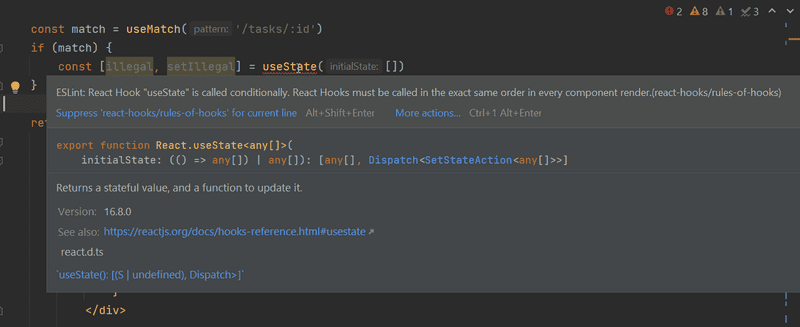 2 8 1 3
const match = useMatch( pattern: '/tasks/:id')
if (match) {
const [illegal, setIllegal] = useState( initialState: [])
}
ESLint: React Hook "useState" is called conditionally. React Hooks must be called in the exact same order in every component render.(react-hooks/rules-of-hooks)
Suppress 'react-hooks/rules-of-hooks' for current line Alt+Shift+Enter More actions... Ctrl+1 Alt+Enter
re
export function React.useState<any[]>(
initialState: (() => any[]) | any[]): [any[], Dispatch<SetStateAction<any[]>>]
Returns a stateful value, and a function to update it.
Version: 16.8.0
See also: https://reactjs.org/docs/hooks-reference.html#usestate
react.d.ts
`useState(): [(S | undefined), Dispatch>]`
}
</div>